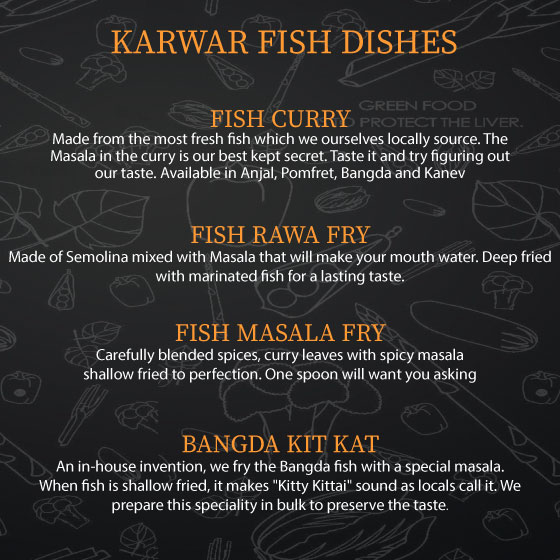 KARWAR FISH DISHES
FISH CURRY
GREEN FOOD
O PROTECT THE LIVER.
Made from the most fresh fish which we ourselves locally source. The
Masala in the curry is our best kept secret. Taste it and try figuring out
our taste. Available in Anjal, Pomfret, Bangda and Kanev
FISH RAWA FRY
Made of Semolina mixed with Masala that will make your mouth water. Deep fried
with marinated fish for a lasting taste.
FISH MASALA FRY
Carefully blended spices, curry leaves with spicy masala
shallow fried to perfection. One spoon will want you asking
BANGDA KIT KAT
An in-house invention, we fry the Bangda fish with a special masala.
When fish is shallow fried, it makes "Kitty Kittai" sound as locals call it. We
prepare this speciality in bulk to preserve the taste.